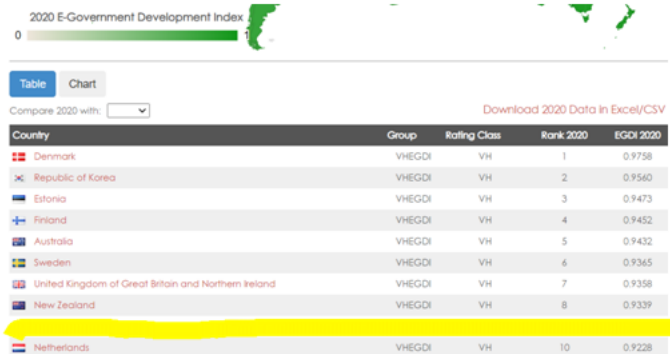 2020 E-Government Development Index
0 1
Table Chart
Compare 2020 with:
Download 2020 Data in Excel/CSV
Country Group Rating Class Rank 2020 EGDI 2020
Denmark VHEGDI VH 1 0.9758
Republic of Korea VHEGDI VH 2 0.9560
Estonia VHEGDI VH 3 0.9473
Finland VHEGDI VH 4 0.9452
Australia VHEGDI VH 5 0.9432
Sweden VHEGDI VH 6 0.9365
United Kingdom of Great Britain and Northern Ireland VHEGDI VH 7 0.9358
New Zealand VHEGDI VH 8 0.9339
Netherlands VHEGDI VH 10 0.9228